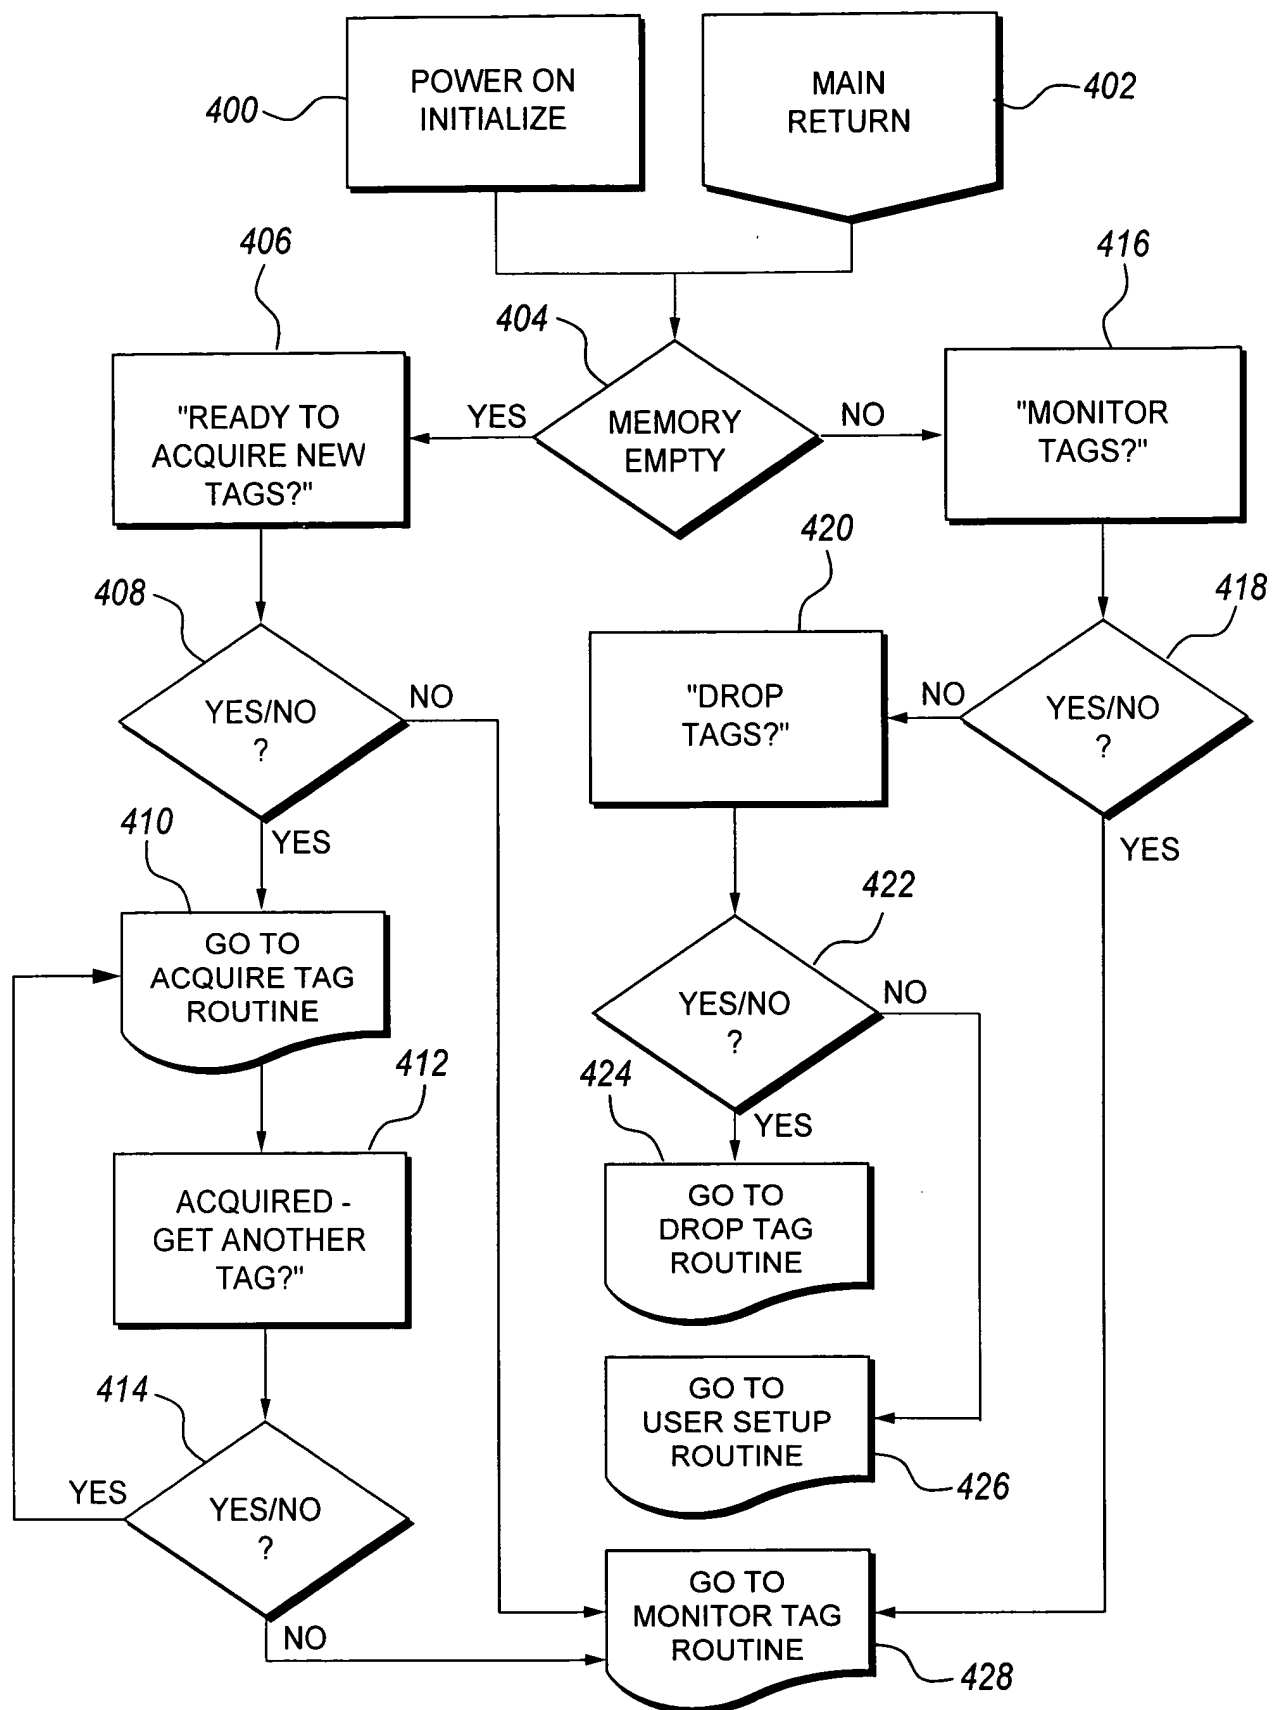 400
POWER ON
INITIALIZE
MAIN
RETURN
402
406
404
416
"READY TO
ACQUIRE NEW
TAGS?"
YES
MEMORY
EMPTY
NO
"MONITOR
TAGS?"
408
YES/NO
?
NO
YES
420
"DROP
TAGS?"
418
NO
YES/NO
?
YES
410
GO TO
ACQUIRE TAG
ROUTINE
422
YES/NO
?
NO
YES
412
ACQUIRED -
GET ANOTHER
TAG?"
424
GO TO
DROP TAG
ROUTINE
414
YES
YES/NO
?
NO
GO TO
USER SETUP
ROUTINE
426
GO TO
MONITOR TAG
ROUTINE
428